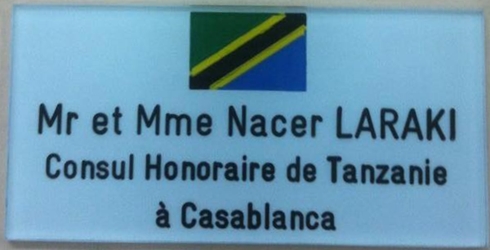 Mr et Mme Nacer LARAKI
Consul Honoraire de Tanzanie
à Casablanca